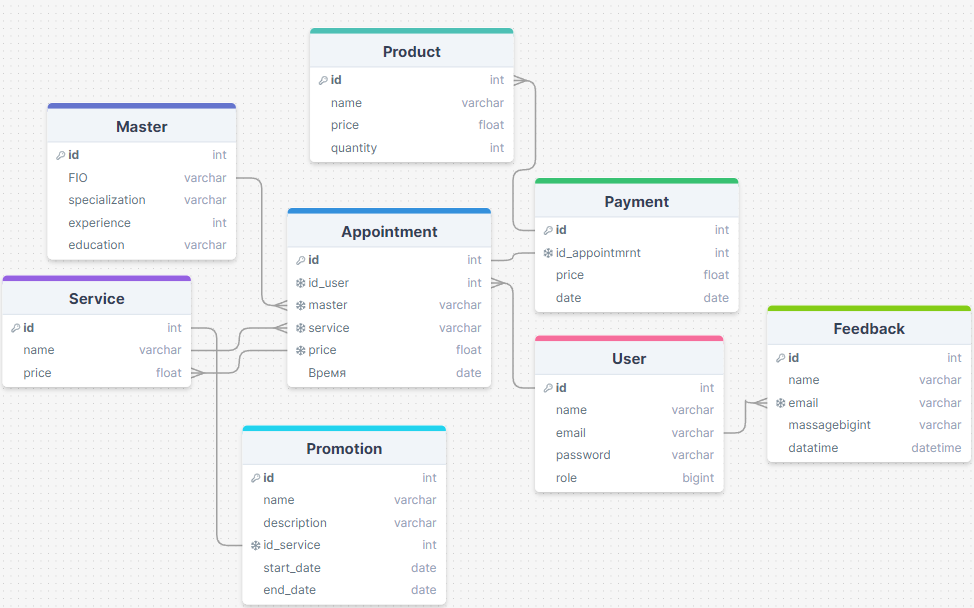 Product
id int
name varchar
price float
quantity int
Master
id int
FIO varchar
specialization varchar
experience int
education varchar
Payment
id int
id_appointmrnt int
price float
date date
Appointment
id int
id_user int
master varchar
service varchar
price float
Время date
Service
id int
name varchar
price float
User
id int
name varchar
email varchar
password varchar
role bigint
Feedback
id int
name varchar
email varchar
massagebigint varchar
datatime datetime
Promotion
id int
name varchar
description varchar
id_service int
start_date date
end_date date